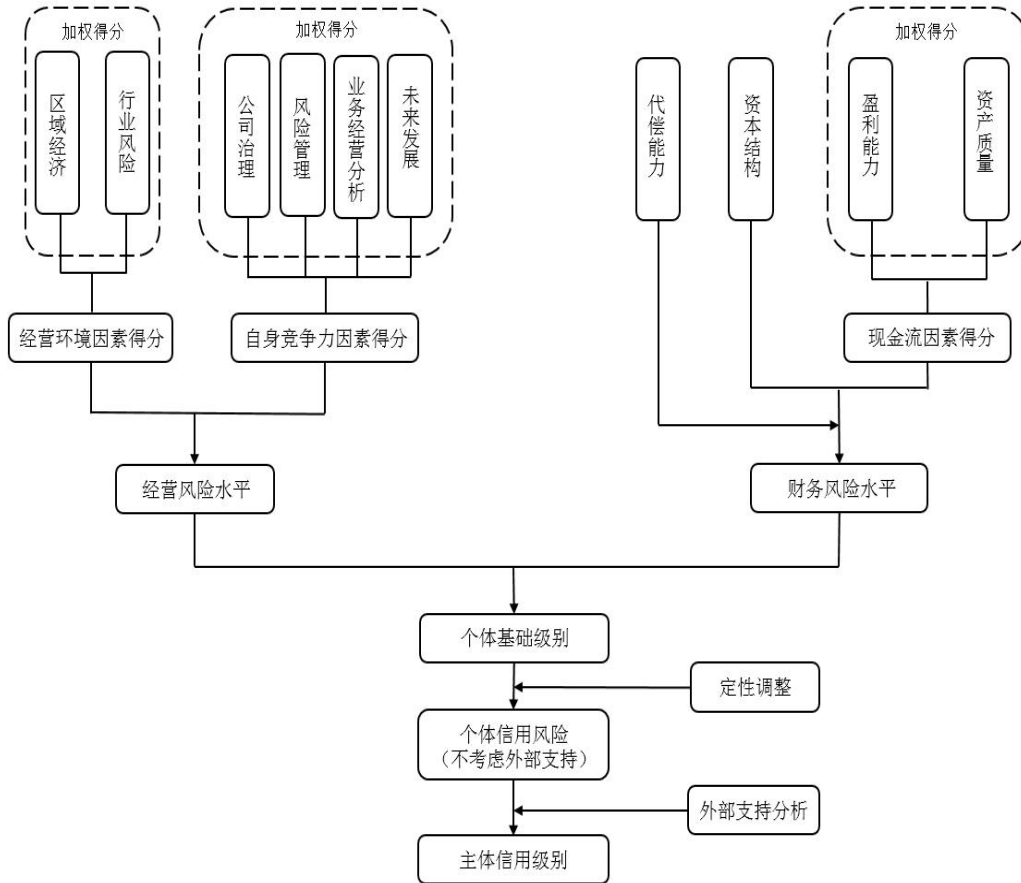 加权得分
加权得分
加权得分
区域经济
行业风险
公司治理
风险管理
业务经营分析
未来发展
代偿能力
资本结构
盈利能力
资产质量
经营环境因素得分
自身竞争力因素得分
现金流因素得分
经营风险水平
财务风险水平
个体基础级别
定性调整
个体信用风险
（不考虑外部支持）
外部支持分析
主体信用级别